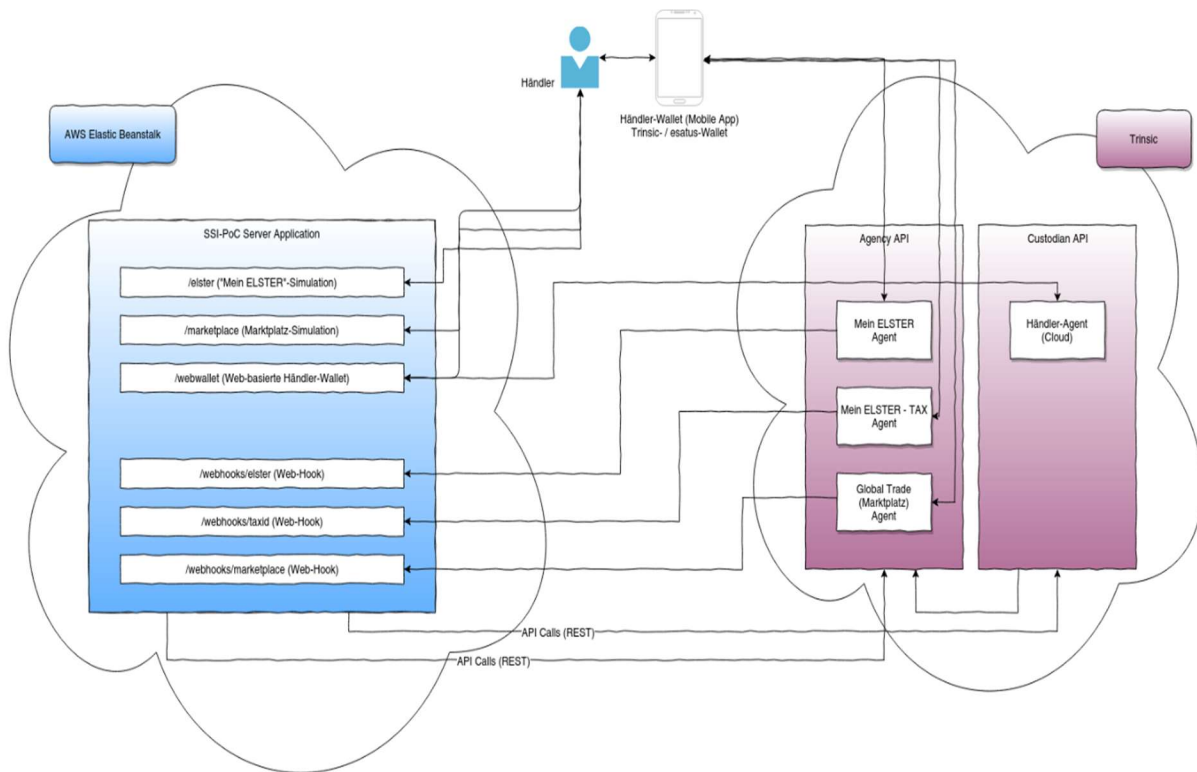 Händler
Händler-Wallet (Mobile App)
Trinsic- / esatus-Wallet
AWS Elastic Beanstalk
Trinsic
SSI-PoC Server Application
/elster ("Mein ELSTER"-Simulation)
/marketplace (Marktplatz-Simulation)
/webwallet (Web-basierte Händler-Wallet)
/webhooks/elster (Web-Hook)
/webhooks/taxid (Web-Hook)
/webhooks/marketplace (Web-Hook)
Agency API
Mein ELSTER
Agent
Mein ELSTER - TAX
Agent
Global Trade
(Marktplatz)
Agent
Custodian API
Händler-Agent
(Cloud)
API Calls (REST)
API Calls (REST)